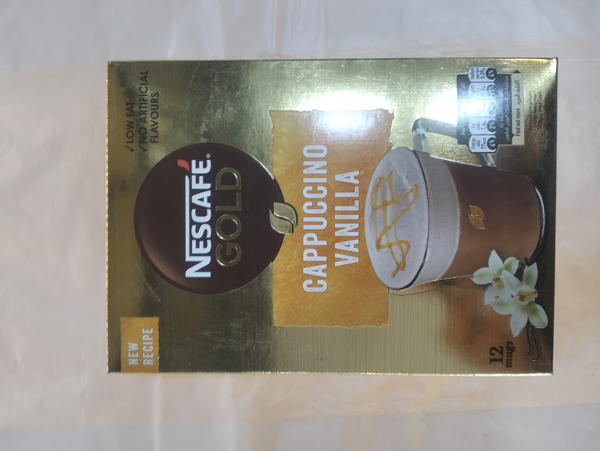 ✓LOW FAT
✓NO ARTIFICIAL
FLAVOURS
NESCAFÉ.
GOLD
CAPPUCCINO
VANILLA
NEW
RECIPE
12
mugs